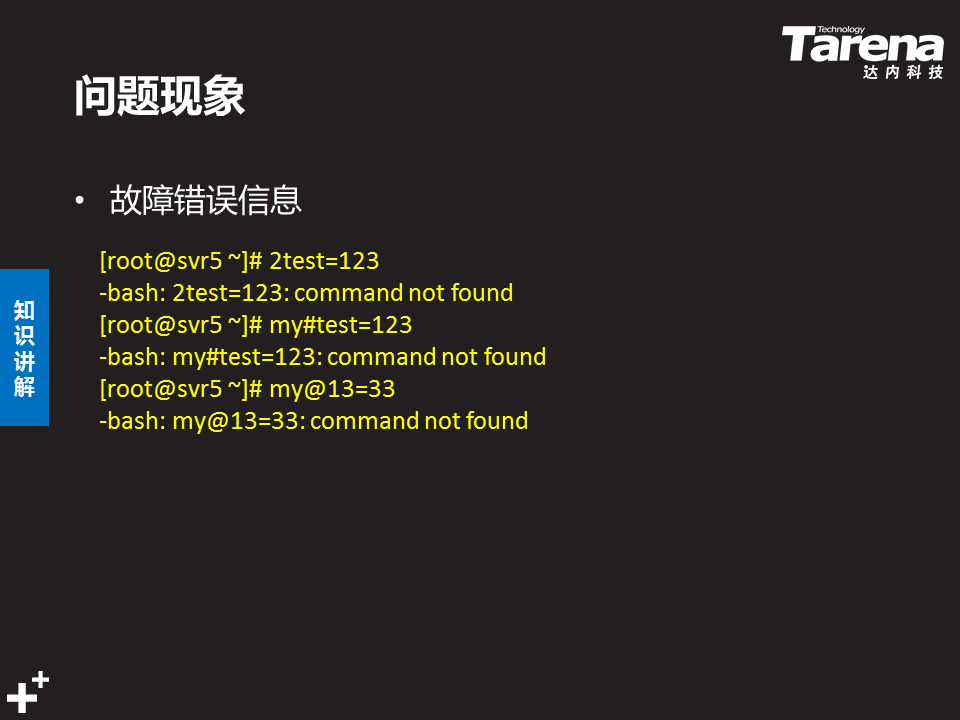 Technology
Tarena
达内科技
问题现象
• 故障错误信息
[root@svr5 ~]# 2test=123
-bash: 2test=123: command not found
[root@svr5 ~]# my#test=123
-bash: my#test=123: command not found
[root@svr5 ~]# my@13=33
-bash: my@13=33: command not found
知识讲解